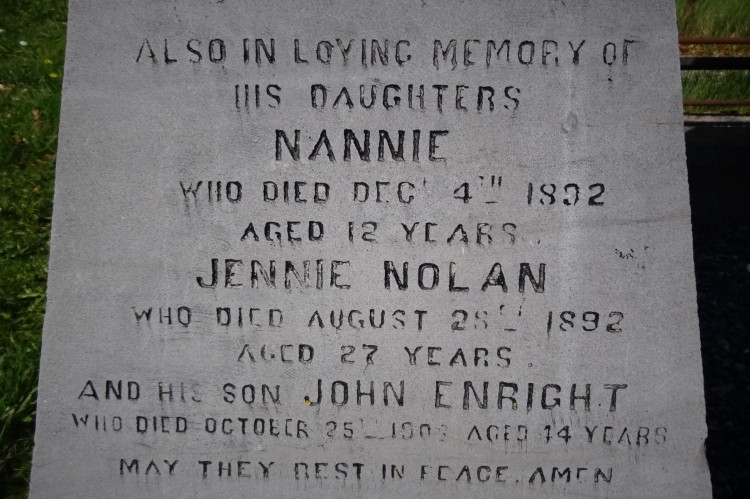 ALSO IN LOVING MEMORY OF
HIS DAUGHTERS
NANNIE
WHO DIED DECR 4TH 1892
AGED 12 YEARS.
JENNIE NOLAN
WHO DIED AUGUST 28TH 1892
AGED 27 YEARS.
AND HIS SON JOHN ENRIGHT
WHO DIED OCTOBER 25TH AGED YEARS
MAY THEY REST IN PEACE. AMEN